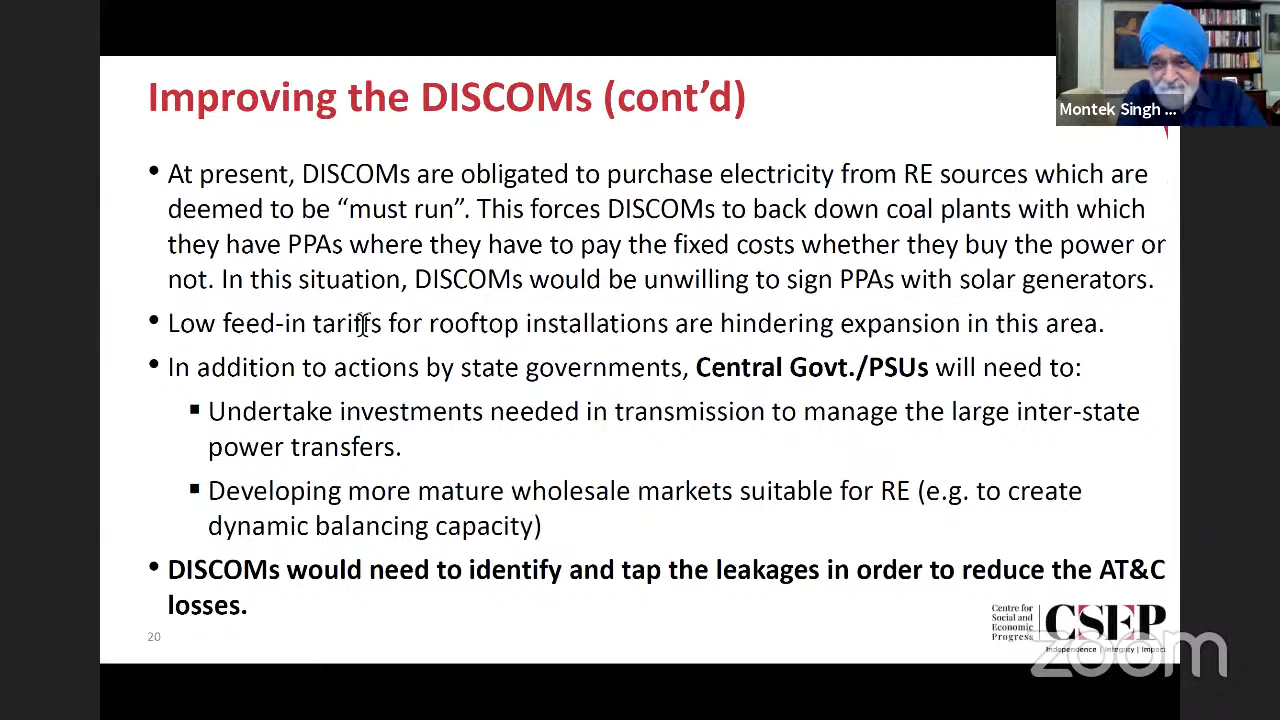 Improving the DISCOMs (cont’d)
Montek Singh ...
• At present, DISCOMs are obligated to purchase electricity from RE sources which are
deemed to be “must run”. This forces DISCOMs to back down coal plants with which
they have PPAs where they have to pay the fixed costs whether they buy the power or
not. In this situation, DISCOMs would be unwilling to sign PPAs with solar generators.
• Low feed-in tariffs for rooftop installations are hindering expansion in this area.
• In addition to actions by state governments, Central Govt./PSUs will need to:
▪ Undertake investments needed in transmission to manage the large inter-state
power transfers.
▪ Developing more mature wholesale markets suitable for RE (e.g. to create
dynamic balancing capacity)
• DISCOMs would need to identify and tap the leakages in order to reduce the AT&C
losses.
20
Centre for
Social and
Economic
Progress
CSEP
Independence | Integrity | Impact
zoom